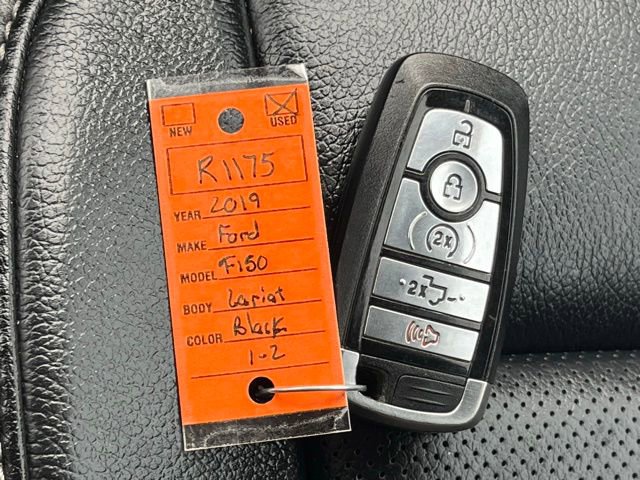 NEW USED
R1175
YEAR 2019
MAKE Ford
MODEL F150
BODY Lariat
COLOR Black
1-2
2x
2x